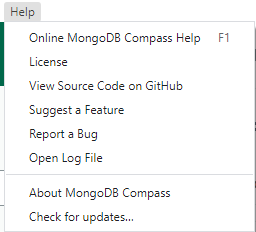 Help
Online MongoDB Compass Help F1
License
View Source Code on GitHub
Suggest a Feature
Report a Bug
Open Log File
About MongoDB Compass
Check for updates...